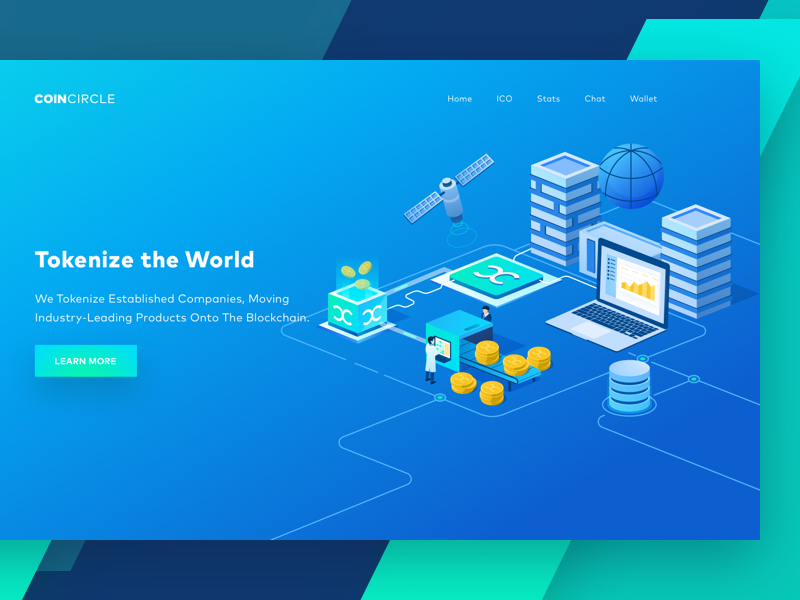 COINCIRCLE
Home ICO Stats Chat Wallet
Tokenize the World
We Tokenize Established Companies, Moving
Industry-Leading Products Onto The Blockchain.
LEARN MORE